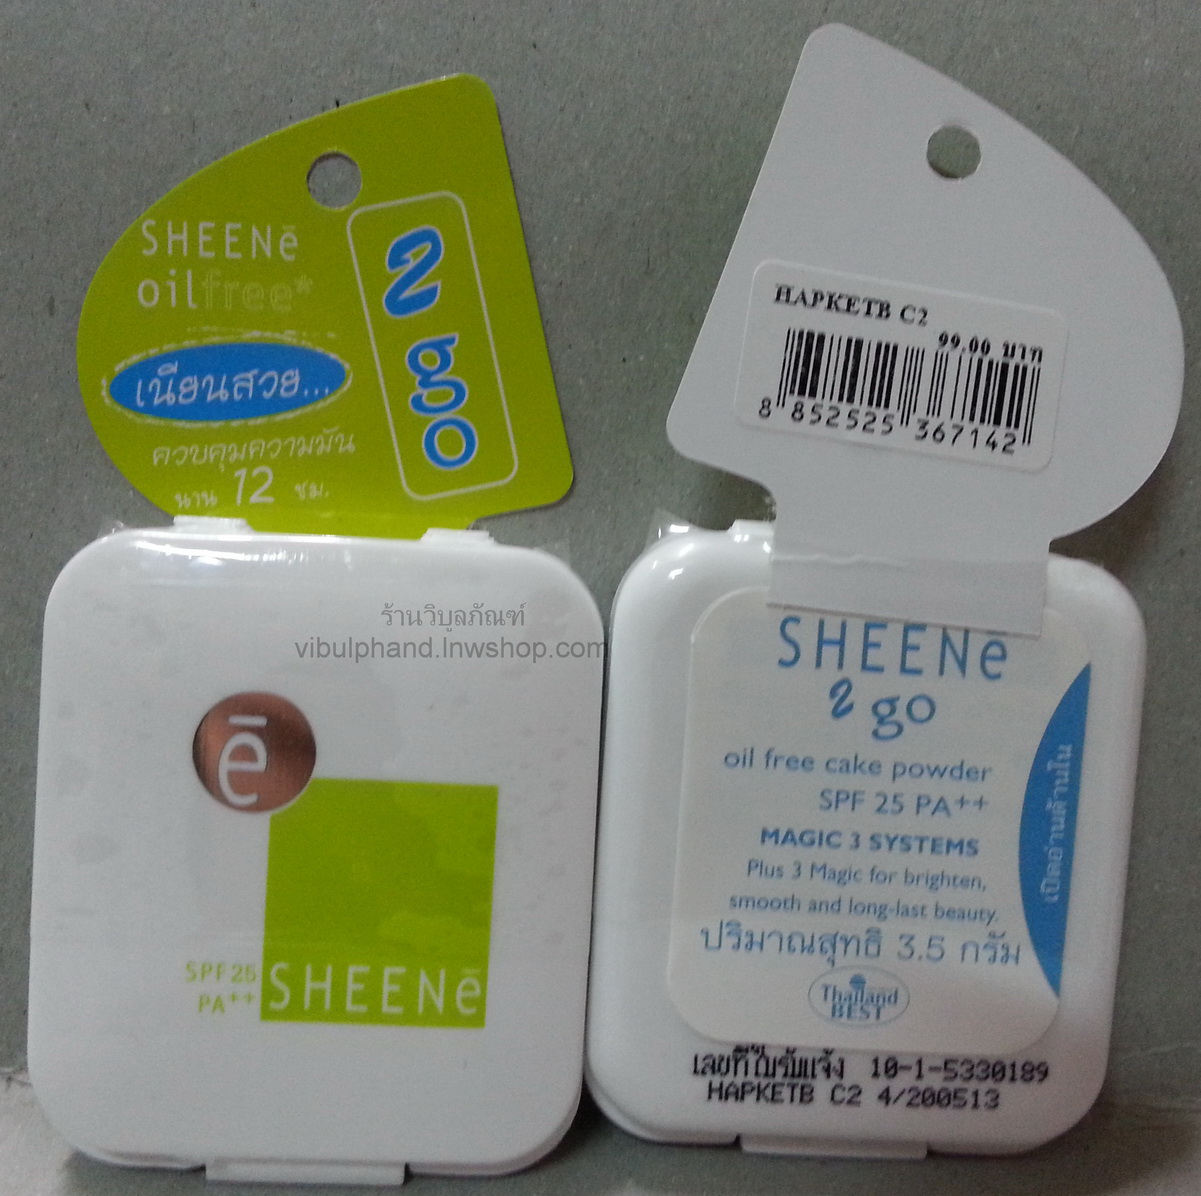 SHEENē
oilfree*
2 go
เนียนสวย...
ควบคุมความมัน
นาน 12 ชม.
HAPKETB C2
99.00 บาท
8 852525 367142
ร้านวิบูลภัณฑ์
vibulphand.lnwshop.com
ē
SPF25
PA++
SHEENē
SHEENē
2 go
oil free cake powder
SPF 25 PA++
MAGIC 3 SYSTEMS
Plus 3 Magic for brighten,
smooth and long-last beauty.
ปริมาณสุทธิ 3.5 กรัม
เปิดอ่านด้านใน
Thailand
BEST
เลขที่ใบรับแจ้ง 10-1-5330189
HAPKETB C2 4/200513